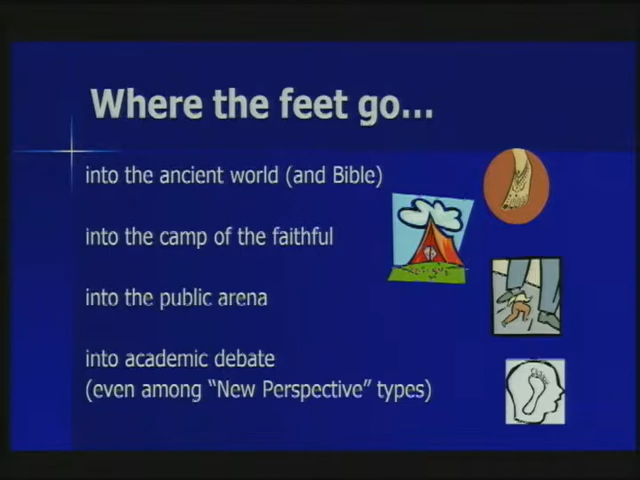 Where the feet go...
into the ancient world (and Bible)
into the camp of the faithful
into the public arena
into academic debate
(even among “New Perspective” types)